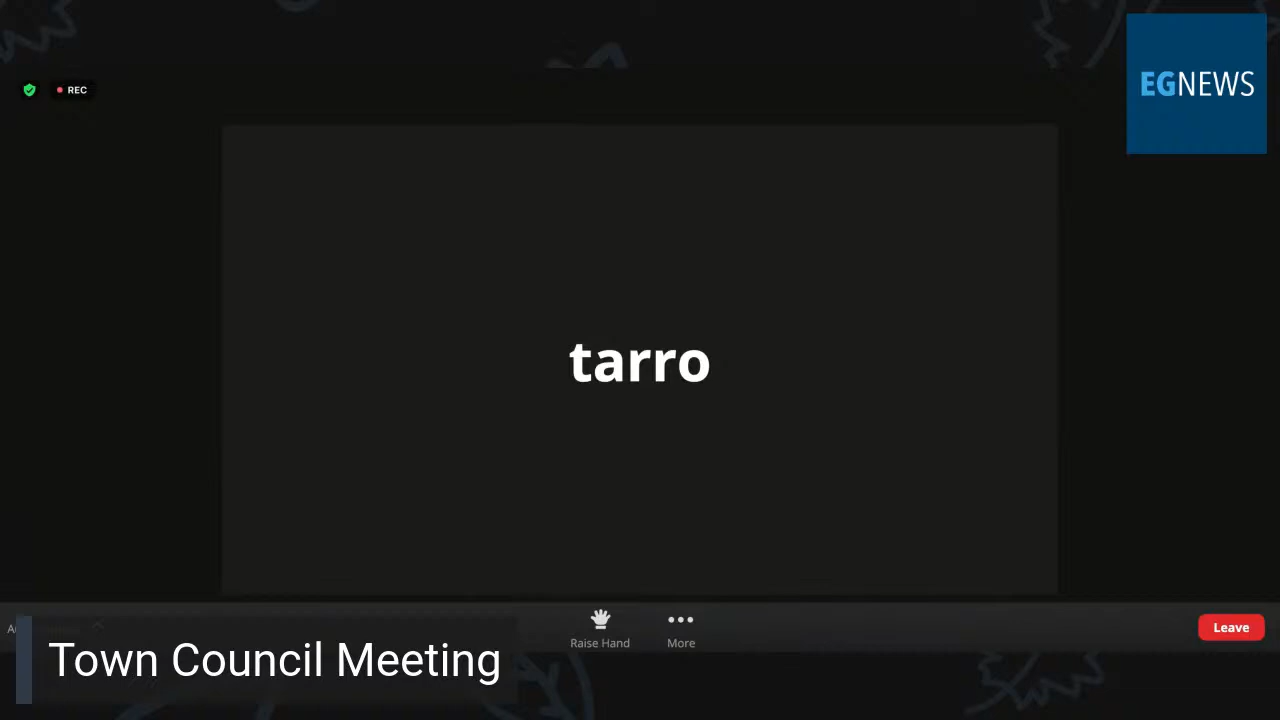 REC
EGNEWS
tarro
Raise Hand
More
Leave
Town Council Meeting